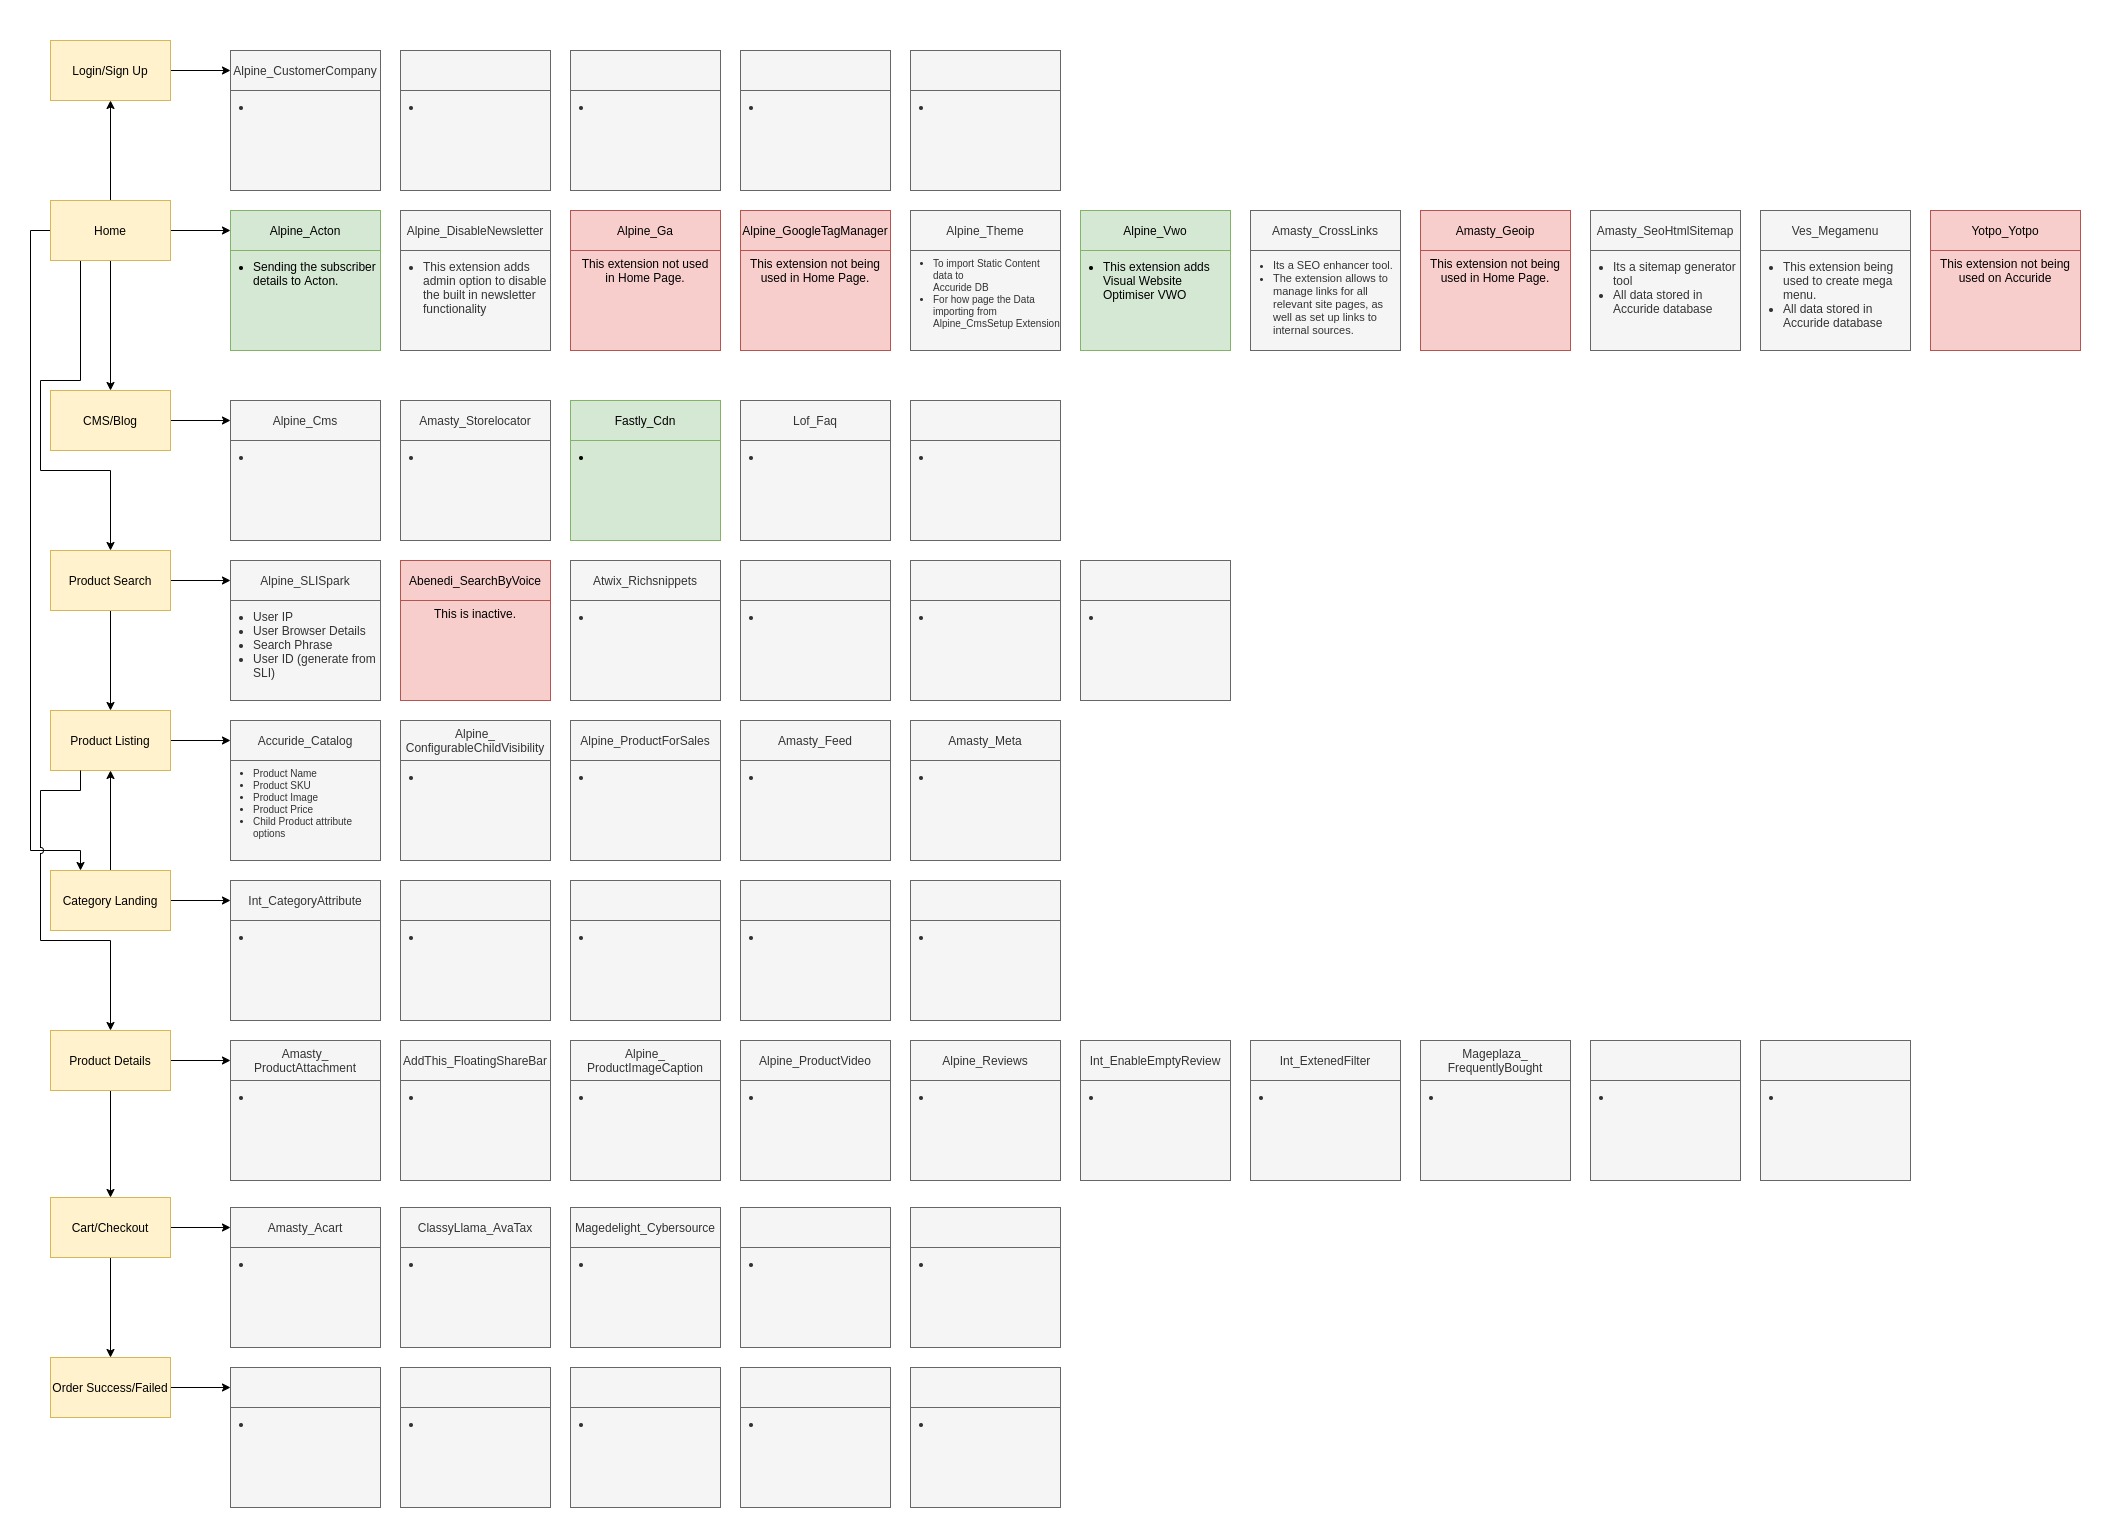 Login/Sign Up
Alpine_CustomerCompany
Home
Alpine_Acton
Sending the subscriber
details to Acton.
Alpine_DisableNewsletter
This extension adds
admin option to disable
the built in newsletter
functionality
Alpine_Ga
This extension not used
in Home Page.
Alpine_GoogleTagManager
This extension not being
used in Home Page.
Alpine_Theme
To import Static Content
data to
Accuride DB
For how page the Data
importing from
Alpine_CmsSetup Extension
Alpine_Vwo
This extension adds
Visual Website
Optimiser VWO
Amasty_CrossLinks
Its a SEO enhancer tool.
The extension allows to
manage links for all
relevant site pages, as
well as set up links to
internal sources.
Amasty_Geoip
This extension not being
used in Home Page.
Amasty_SeoHtmlSitemap
Its a sitemap generator
tool
All data stored in
Accuride database
Ves_Megamenu
This extension being
used to create mega
menu.
All data stored in
Accuride database
Yotpo_Yotpo
This extension not being
used on Accuride
CMS/Blog
Alpine_Cms
Amasty_Storelocator
Fastly_Cdn
Lof_Faq
Product Search
Alpine_SLISpark
User IP
User Browser Details
Search Phrase
User ID (generate from
SLI)
Abenedi_SearchByVoice
This is inactive.
Atwix_Richsnippets
Product Listing
Accuride_Catalog
Product Name
Product SKU
Product Image
Product Price
Child Product attribute
options
Alpine_
ConfigurableChildVisibility
Alpine_ProductForSales
Amasty_Feed
Amasty_Meta
Category Landing
Int_CategoryAttribute
Product Details
Amasty_
ProductAttachment
AddThis_FloatingShareBar
Alpine_
ProductImageCaption
Alpine_ProductVideo
Alpine_Reviews
Int_EnableEmptyReview
Int_ExtenedFilter
Mageplaza_
FrequentlyBought
Cart/Checkout
Amasty_Acart
ClassyLlama_AvaTax
Magedelight_Cybersource
Order Success/Failed